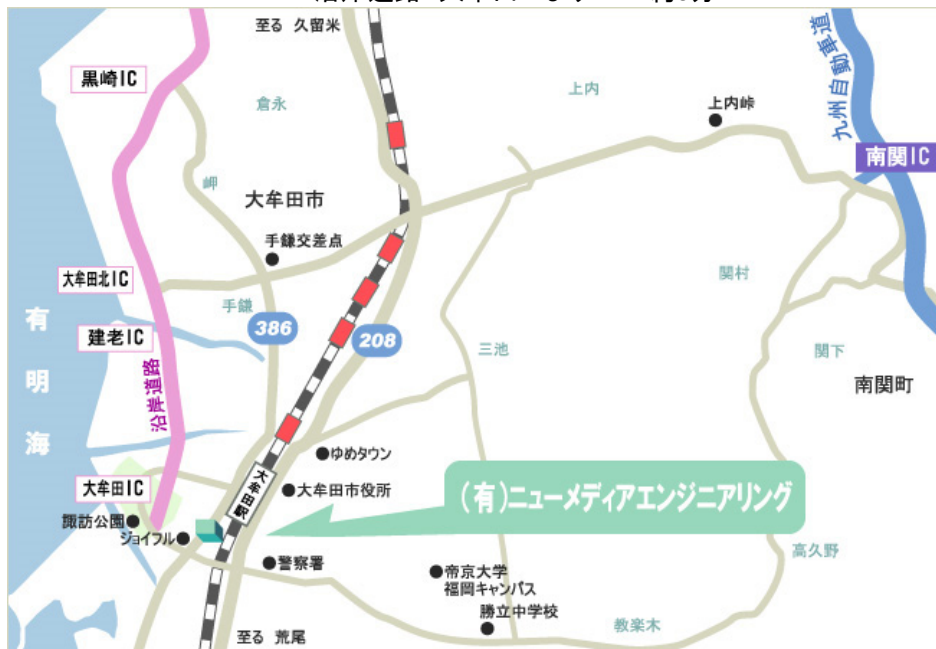 至る 久留米
黒崎IC
倉永
上内
上内峠
九州自動車道
南関IC
岬
大牟田市
手鎌交差点
大牟田北IC
手鎌
関村
386
208
有明海
建老IC
三池
関下
沿岸道路
南関町
ゆめタウン
大牟田IC
大牟田駅
大牟田市役所
(有)ニューメディアエンジニアリング
諏訪公園
ジョイフル
高久野
警察署
帝京大学
福岡キャンパス
勝立中学校
教楽木
至る 荒尾